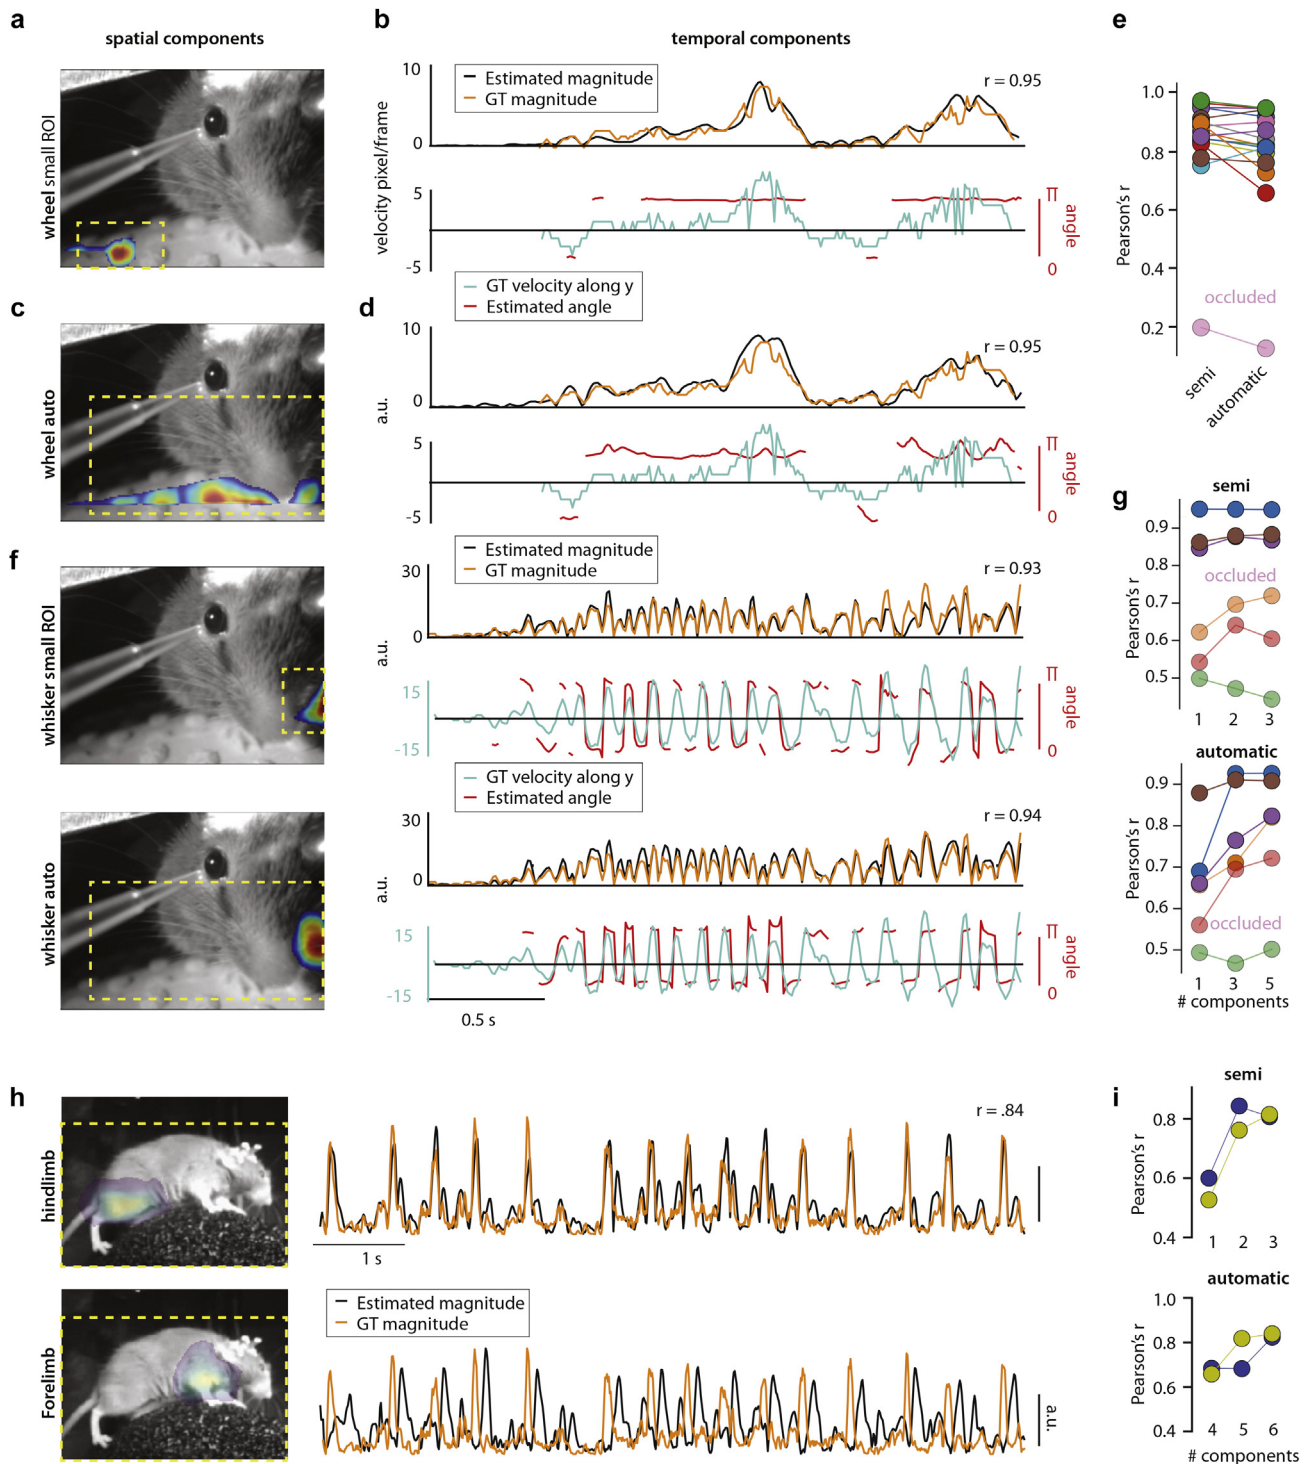 a
spatial components
wheel small ROI
b
temporal components
velocity pixel/frame
10
0
Estimated magnitude
GT magnitude
r = 0.95
5
-5
π
angle
0
GT velocity along y
Estimated angle
c
wheel auto
d
a.u.
10
0
r = 0.95
5
-5
π
angle
0
e
Pearson's r
1.0
0.8
0.6
0.4
0.2
occluded
semi
automatic
f
whisker small ROI
Estimated magnitude
GT magnitude
a.u.
30
0
r = 0.93
15
-15
π
angle
0
GT velocity along y
Estimated angle
whisker auto
a.u.
30
0
r = 0.94
15
-15
π
angle
0
0.5 s
g
semi
Pearson's r
0.9
0.8
0.7
0.6
0.5
occluded
1 2 3
automatic
Pearson's r
0.9
0.8
0.7
0.6
0.5
occluded
1 3 5
# components
h
hindlimb
r = .84
1 s
Forelimb
Estimated magnitude
GT magnitude
a.u.
i
semi
Pearson's r
0.8
0.6
0.4
1 2 3
automatic
Pearson's r
1.0
0.8
0.6
0.4
4 5 6
# components